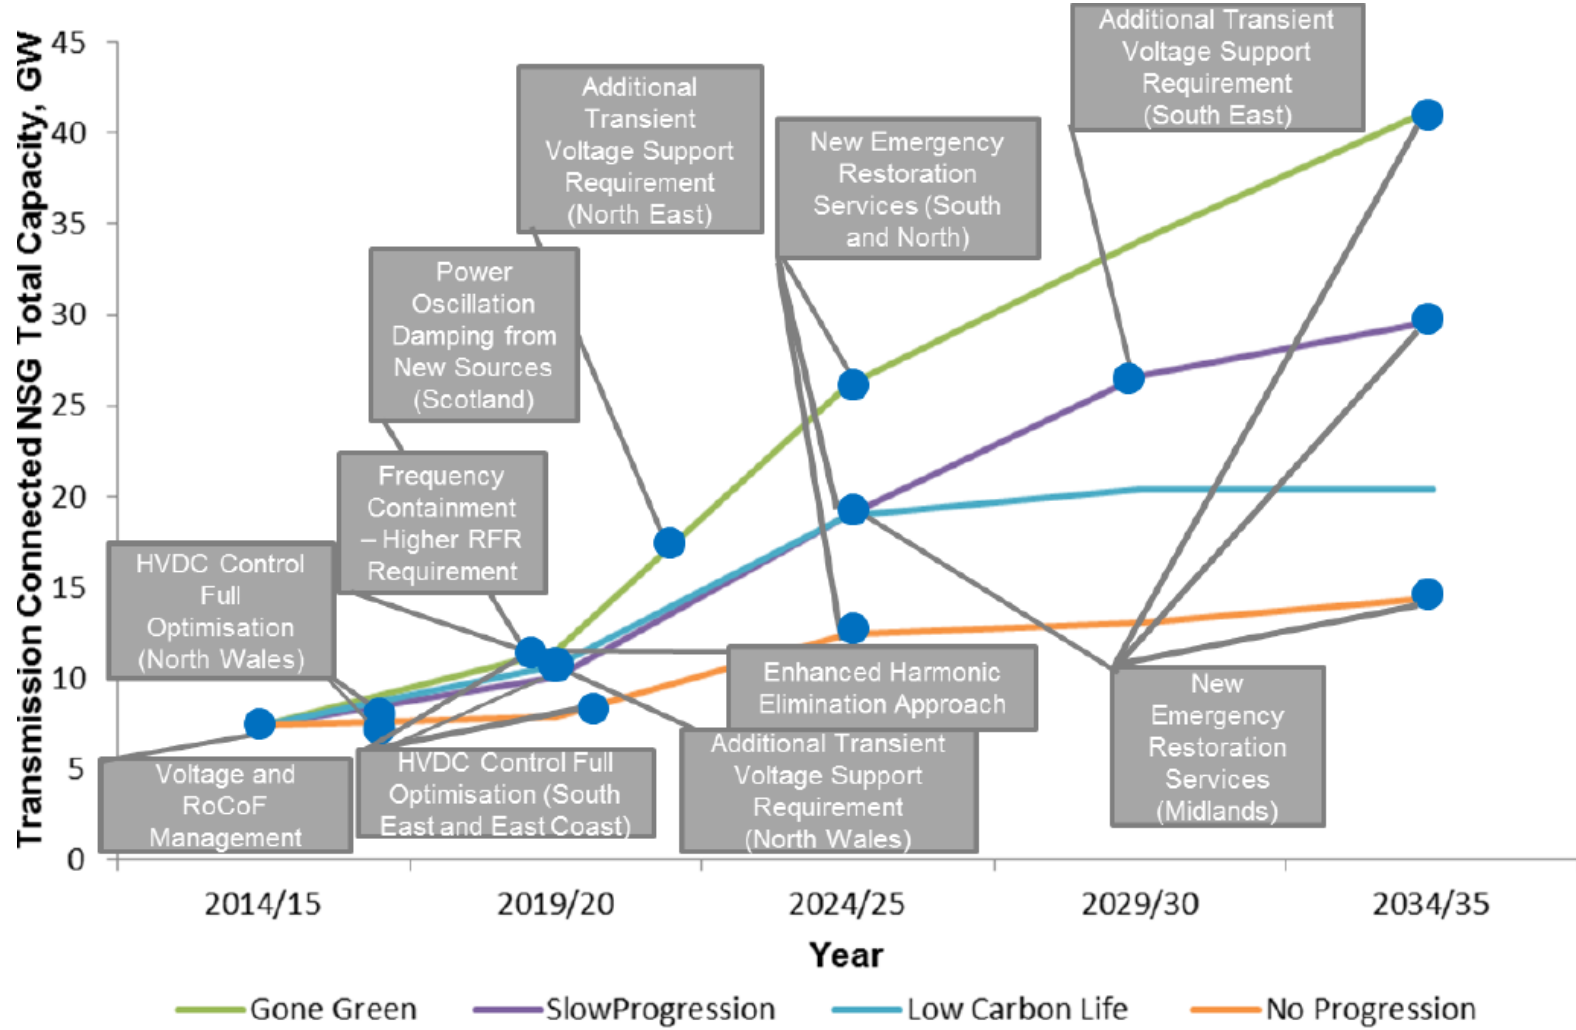 Transmission Connected NSG Total Capacity, GW
45
40
35
30
25
20
15
10
5
0
Additional Transient
Voltage Support
Requirement
(South East)
Additional
Transient
Voltage Support
Requirement
(North East)
New Emergency
Restoration
Services (South
and North)
Power
Oscillation
Damping from
New Sources
(Scotland)
Frequency
Containment
– Higher RFR
Requirement
HVDC Control
Full
Optimisation
(North Wales)
Enhanced Harmonic
Elimination Approach
New
Emergency
Restoration
Services
(Midlands)
Voltage and
RoCoF
Management
HVDC Control Full
Optimisation (South
East and East Coast)
Additional Transient
Voltage Support
Requirement
(North Wales)
2014/15
2019/20
2024/25
2029/30
2034/35
Year
Gone Green
SlowProgression
Low Carbon Life
No Progression